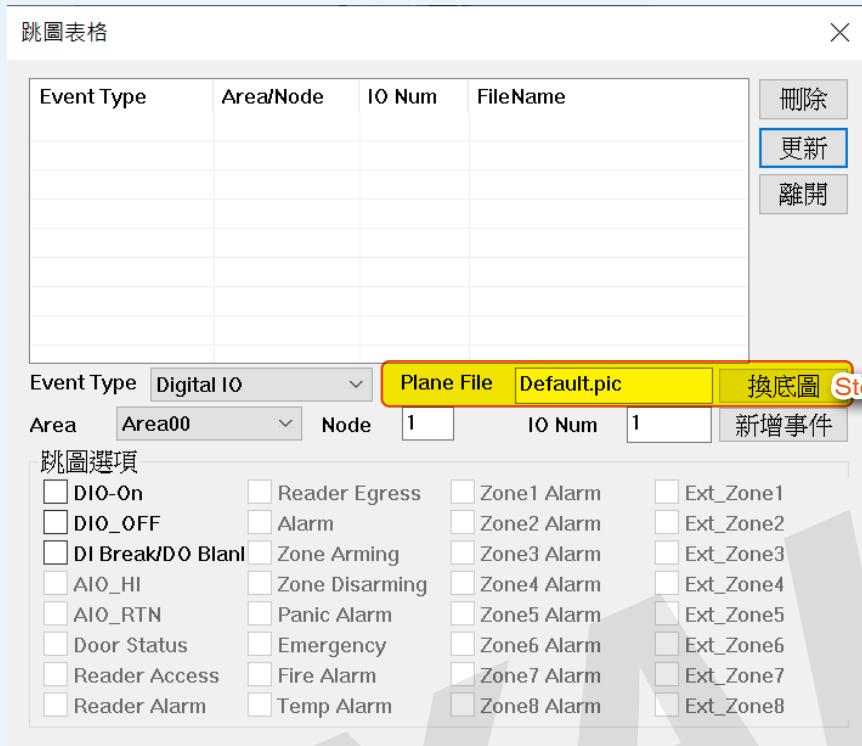 跳圖表格
Event Type Area/Node IO Num FileName
刪除
更新
離開
Event Type Digital IO Plane File Default.pic 換底圖
Area Area00 Node 1 IO Num 1 新增事件
跳圖選項
DIO-On Reader Egress Zone1 Alarm Ext_Zone1
DIO_OFF Alarm Zone2 Alarm Ext_Zone2
DI Break/DO Blanl Zone Arming Zone3 Alarm Ext_Zone3
AIO_HI Zone Disarming Zone4 Alarm Ext_Zone4
AIO_RTN Panic Alarm Zone5 Alarm Ext_Zone5
Door Status Emergency Zone6 Alarm Ext_Zone6
Reader Access Fire Alarm Zone7 Alarm Ext_Zone7
Reader Alarm Temp Alarm Zone8 Alarm Ext_Zone8